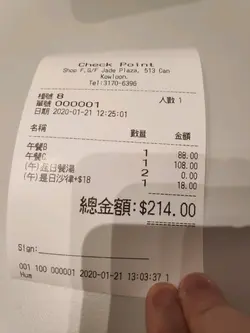 Check Point
Shop F,G/F Jade Plaza, 513 Can
Kowloon.
Tel:3170-6398
檯號 8 人數 1
單號 000001
日期 2020-01-21 12:25:01
名稱 數量 金額
午餐B 1 88.00
午餐C 1 108.00
(午)是日餐湯 2 0.00
(午)是日沙律+$18 1 18.00
總金額:$214.00
Sign:
001 100 000001 2020-01-21 13:03:37 1
Mum